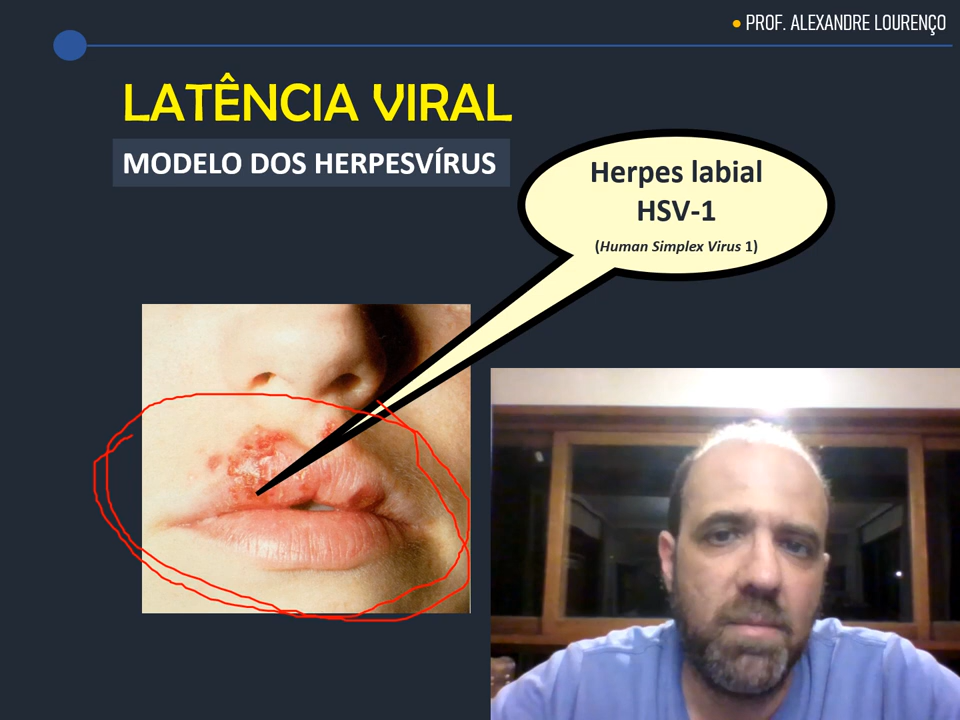 • PROF. ALEXANDRE LOURENÇO
LATÊNCIA VIRAL
MODELO DOS HERPESVÍRUS
Herpes labial
HSV-1
(Human Simplex Virus 1)